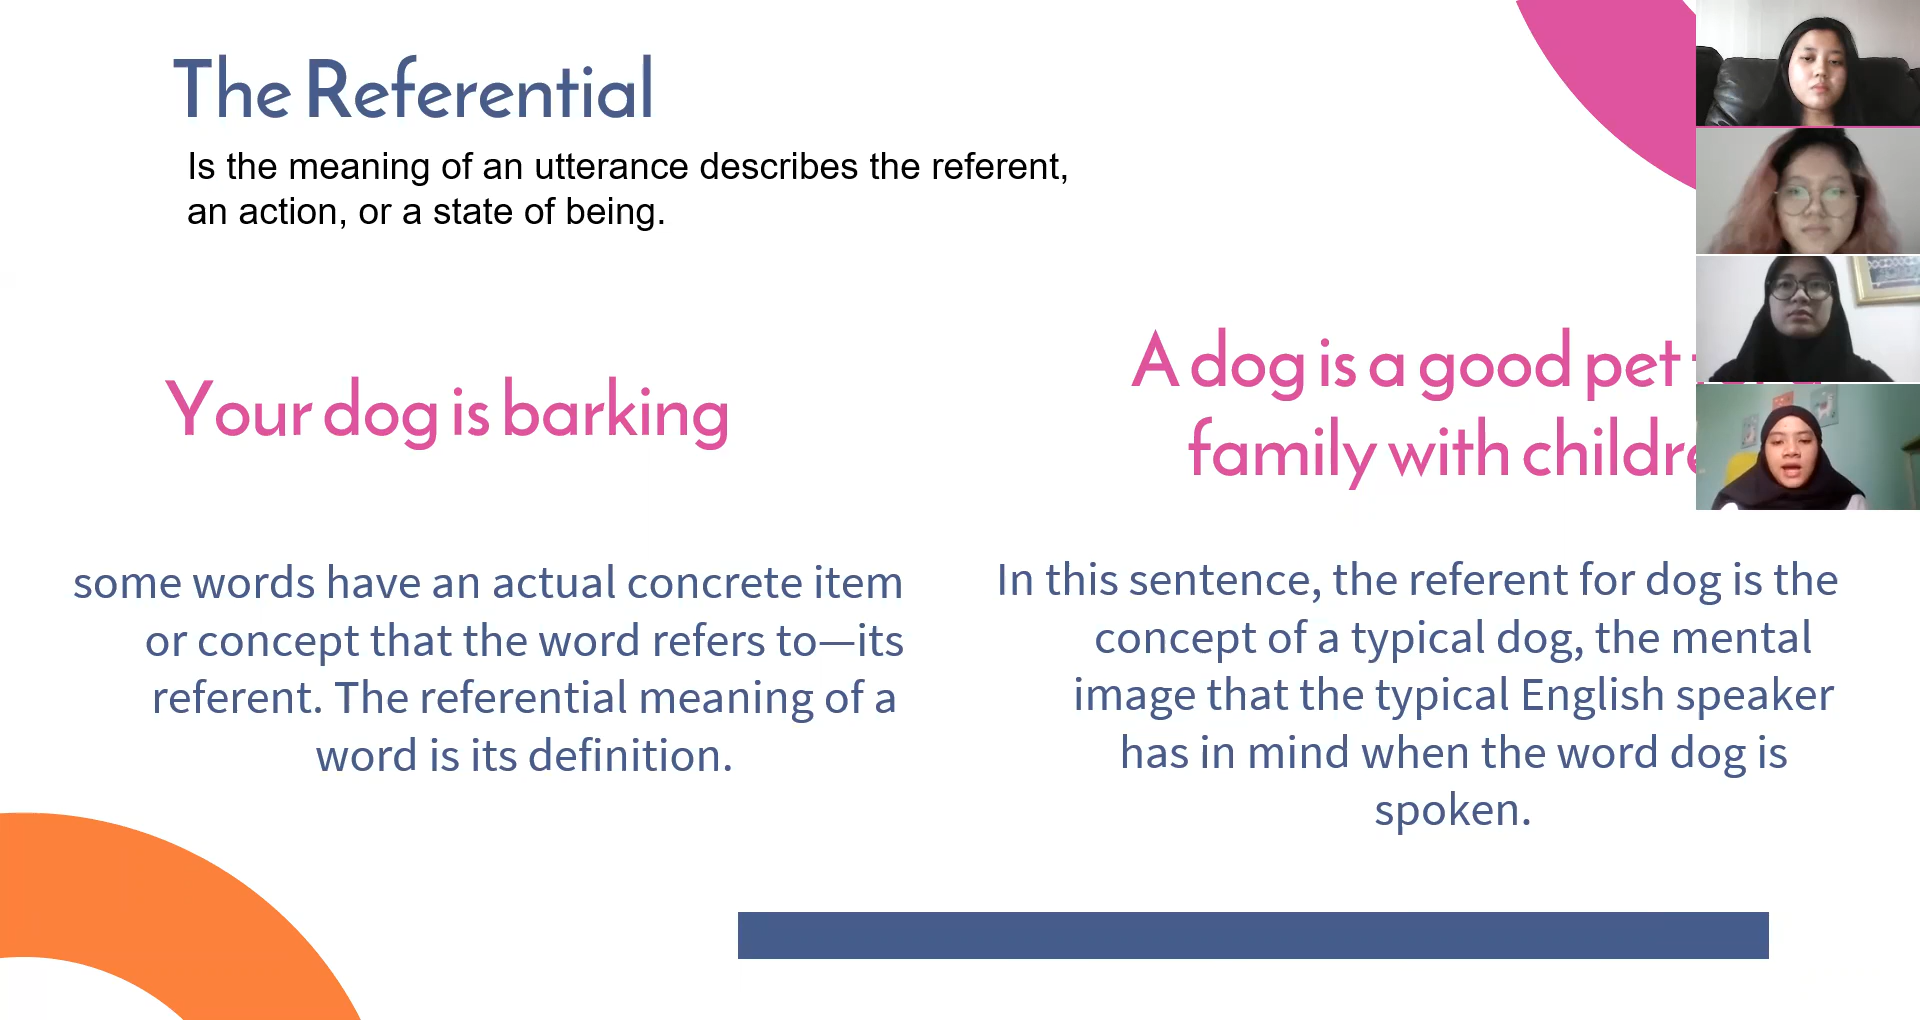 The Referential
Is the meaning of an utterance describes the referent,
an action, or a state of being.
Your dog is barking
some words have an actual concrete item
or concept that the word refers to—its
referent. The referential meaning of a
word is its definition.
A dog is a good pet
family with
In this sentence, the referent for dog is the
concept of a typical dog, the mental
image that the typical English speaker
has in mind when the word dog is
spoken.